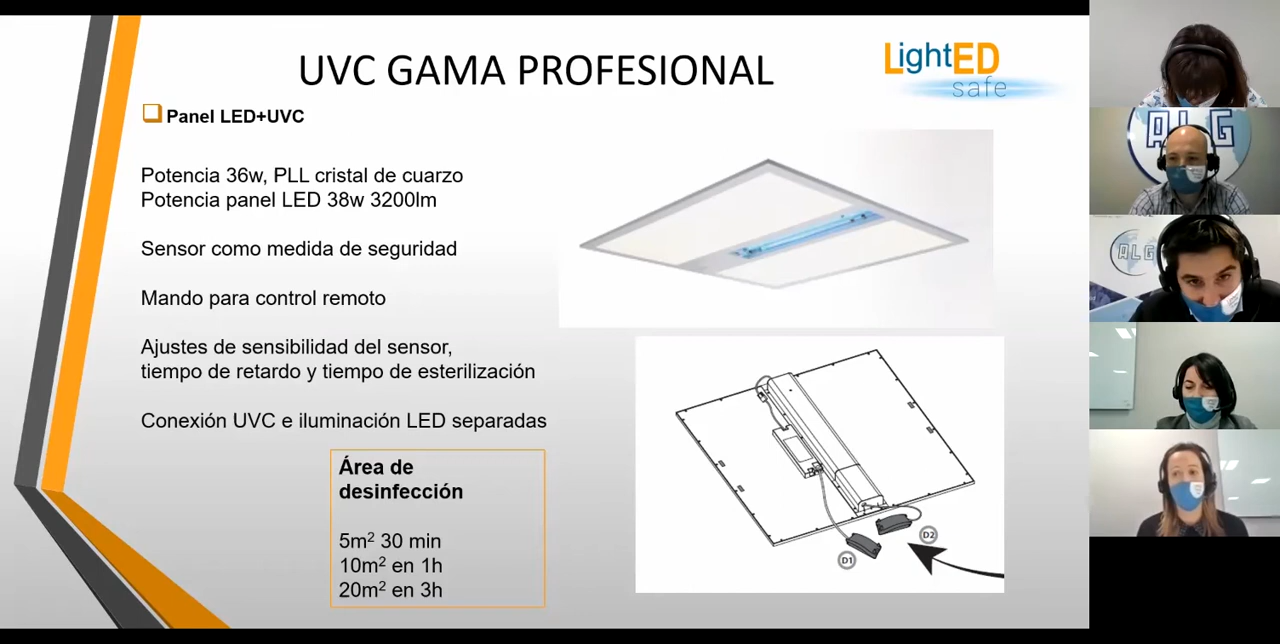 UVC GAMA PROFESIONAL
LightED
safe
Panel LED+UVC
Potencia 36w, PLL cristal de cuarzo
Potencia panel LED 38w 3200lm
Sensor como medida de seguridad
Mando para control remoto
Ajustes de sensibilidad del sensor,
tiempo de retardo y tiempo de esterilización
Conexión UVC e iluminación LED separadas
Área de
desinfección
5m² 30 min
10m² en 1h
20m² en 3h
D1
D2
ALG
ALG